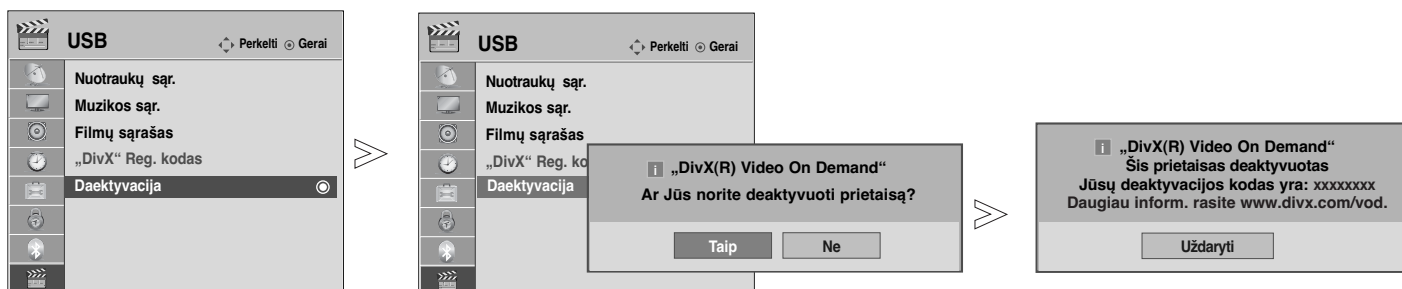 USB
Perkelti Gerai
Nuotraukų sąr.
Muzikos sąr.
Filmų sąrašas
„DivX“ Reg. kodas
Daektyvacija
USB
Perkelti Gerai
Nuotraukų sąr.
Muzikos sąr.
Filmų sąrašas
„DivX“ Reg. ko
Daektyvacija
„DivX(R) Video On Demand“
Ar Jūs norite deaktyvuoti prietaisą?
Taip Ne
„DivX(R) Video On Demand“
Šis prietaisas deaktyvuotas
Jūsų deaktyvacijos kodas yra: xxxxxxxx
Daugiau inform. rasite www.divx.com/vod.
Uždaryti